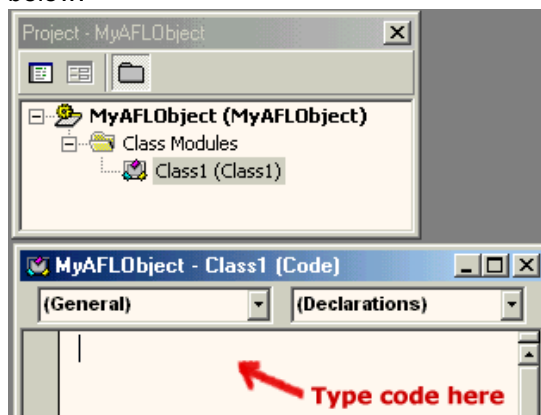 below:
Project - MyAFLObject
MyAFLObject (MyAFLObject)
Class Modules
Class1 (Class1)
MyAFLObject - Class1 (Code)
(General) (Declarations)
Type code here